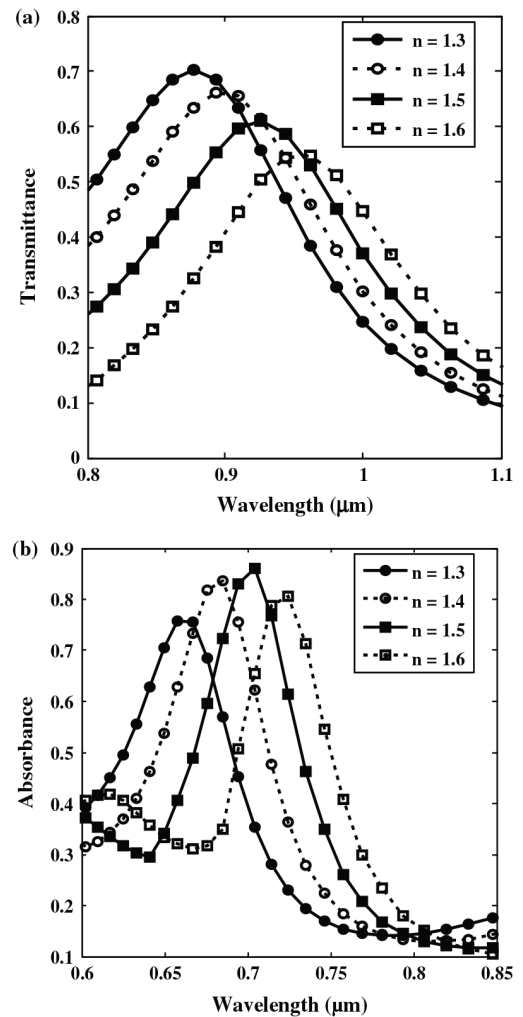 (a)
0.8
0.7
0.6
0.5
0.4
0.3
0.2
0.1
0
Transmittance
n = 1.3
n = 1.4
n = 1.5
n = 1.6
0.8 0.9 1 1.1
Wavelength (μm)
(b)
0.9
0.8
0.7
0.6
0.5
0.4
0.3
0.2
0.1
Absorbance
n = 1.3
n = 1.4
n = 1.5
n = 1.6
0.6 0.65 0.7 0.75 0.8 0.85
Wavelength (μm)